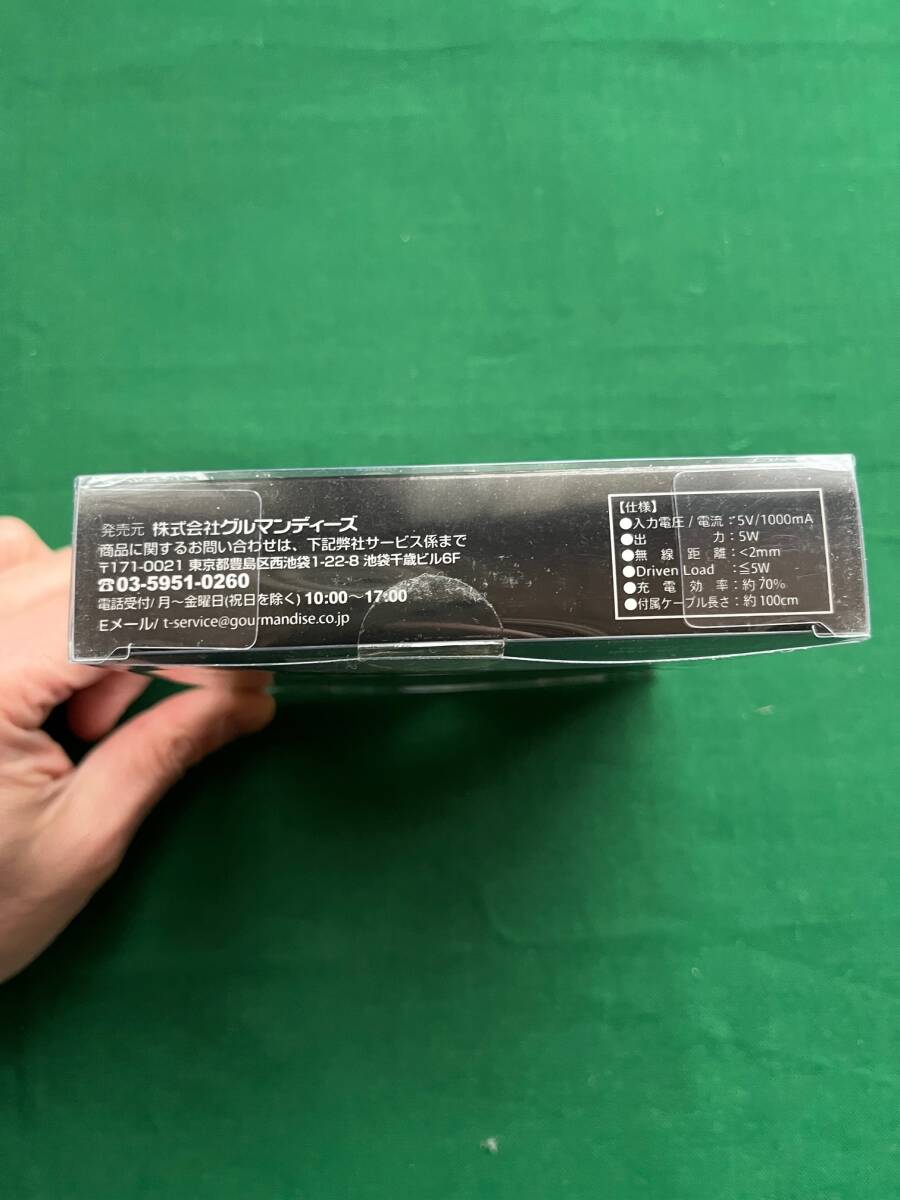 発売元 株式会社グルマンディーズ
商品に関するお問い合わせは、下記弊社サービス係まで
〒171-0021 東京都豊島区西池袋1-22-8 池袋千歳ビル6F
☎03-5951-0260
電話受付/月〜金曜日(祝日を除く) 10:00〜17:00
Eメール/ t-service@gourmandise.co.jp
【仕様】
●入力電圧/電流：5V/1000mA
●出力：5W
●無線距離：<2mm
●Driven Load：≦5W
●充電効率：約70%
●付属ケーブル長さ：約100cm